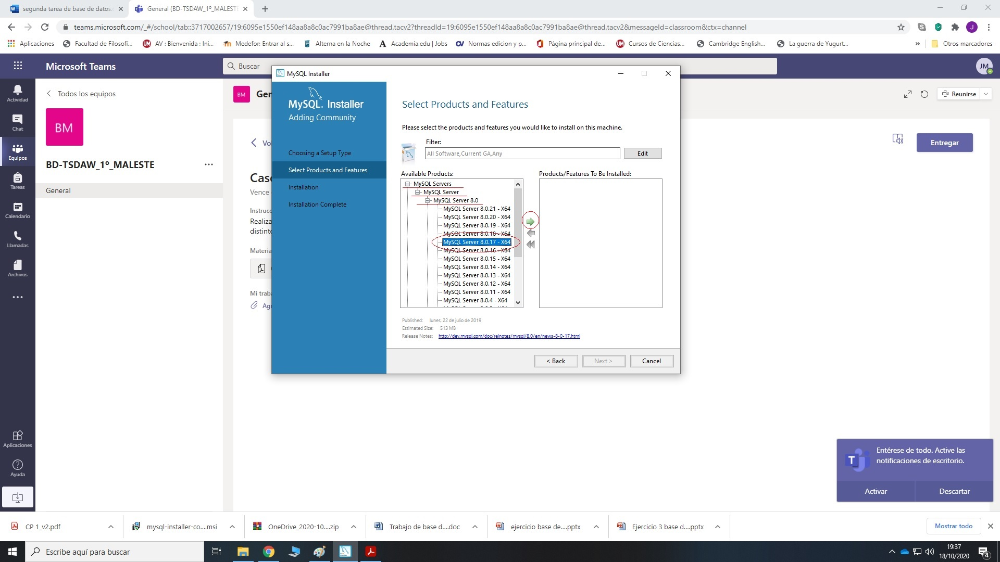 segunda tarea de base de datos.
General (BD-TSDAW_1º_MALESTE
teams.microsoft.com/_#/school/tab::3717002657/19:6095e1550ef148aa8a8c0ac7991ba8ae@thread.tacv2?threadId=19:6095e1550ef148aa8a8c0ac7991ba8ae@thread.tacv2&messageId=classroom&ctx=channel
J
Aplicaciones
Facultad de Filosofí...
AV : Bienvenida : Ini...
Medefor: Entrar al s...
Alterna en la Noche
Academia.edu | Jobs
Normas edicion y p...
Página principal de...
Cursos de Ciencias...
Cambridge English...
La guerra de Yugurt...
»
Otros marcadores
Microsoft Teams
Buscar
JM
Actividad
Chat
Equipos
Tareas
Calendario
Llamadas
Archivos
Aplicaciones
Ayuda
Todos los equipos
BM
BD-TSDAW_1º_MALESTE
General
BM
Gen
Reunirse
Vo
Entregar
Caso
Vence
Instrucc
Realiza
distinto
Materia
Mi traba
Agr
MySQL Installer
MySQL. Installer
Adding Community
Choosing a Setup Type
Select Products and Features
Installation
Installation Complete
Select Products and Features
Please select the products and features you would like to install on this machine.
Filter:
All Software,Current GA,Any
Edit
Available Products:
Products/Features To Be Installed:
MySQL Servers
MySQL Server
MySQL Server 8.0
MySQL Server 8.0.21 - X64
MySQL Server 8.0.20 - X64
MySQL Server 8.0.19 - X64
MySQL Server 8.0.18 - X64
MySQL Server 8.0.17 - X64
MySQL Server 8.0.16 - X64
MySQL Server 8.0.15 - X64
MySQL Server 8.0.14 - X64
MySQL Server 8.0.13 - X64
MySQL Server 8.0.12 - X64
MySQL Server 8.0.11 - X64
MySQL Server 8.0.4 - X64
Published: lunes, 22 de julio de 2019
Estimated Size: 513 MB
Release Notes: http://dev.mysql.com/doc/relnotes/mysql/8.0/en/news-8-0-17.html
< Back
Next >
Cancel
Entérese de todo. Active las
notificaciones de escritorio.
Activar
Descartar
CP 1_v2.pdf
mysql-installer-co....msi
OneDrive_2020-10....zip
Trabajo de base d....doc
ejercicio base de....pptx
Ejercicio 3 base d....pptx
Mostrar todo
Escribe aquí para buscar
19:37
18/10/2020
4